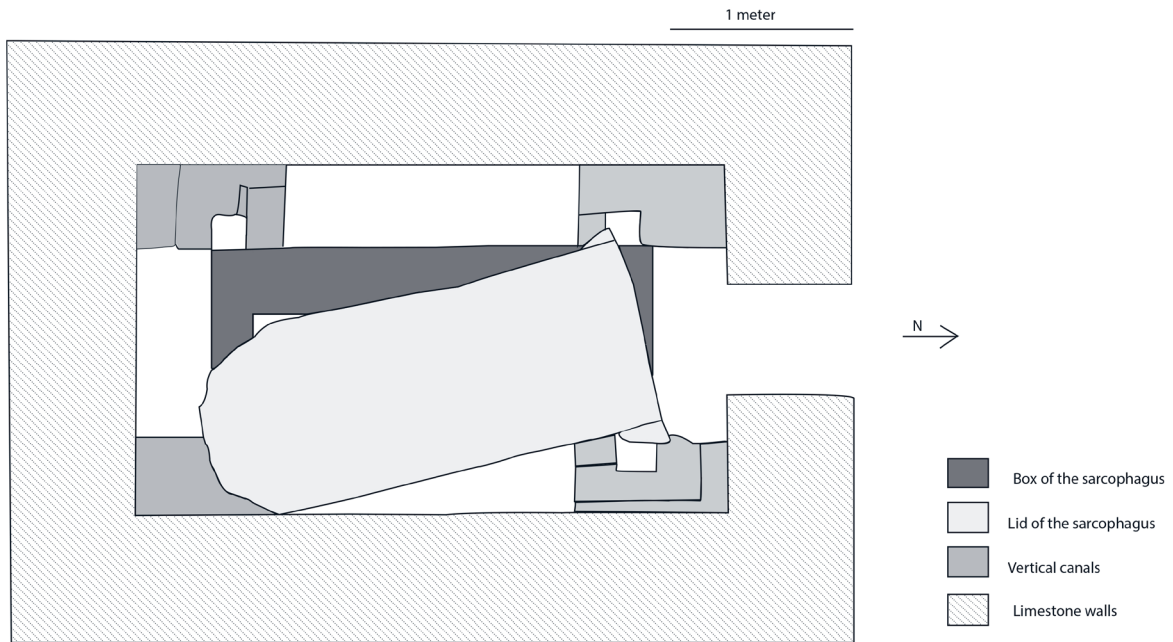 1 meter
N
Box of the sarcophagus
Lid of the sarcophagus
Vertical canals
Limestone walls